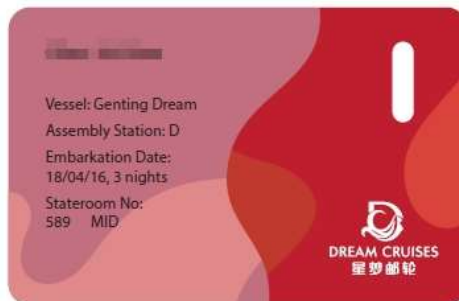 Vessel: Genting Dream
Assembly Station: D
Embarkation Date:
18/04/16, 3 nights
Stateroom No:
589 MID
DREAM CRUISES
星梦邮轮